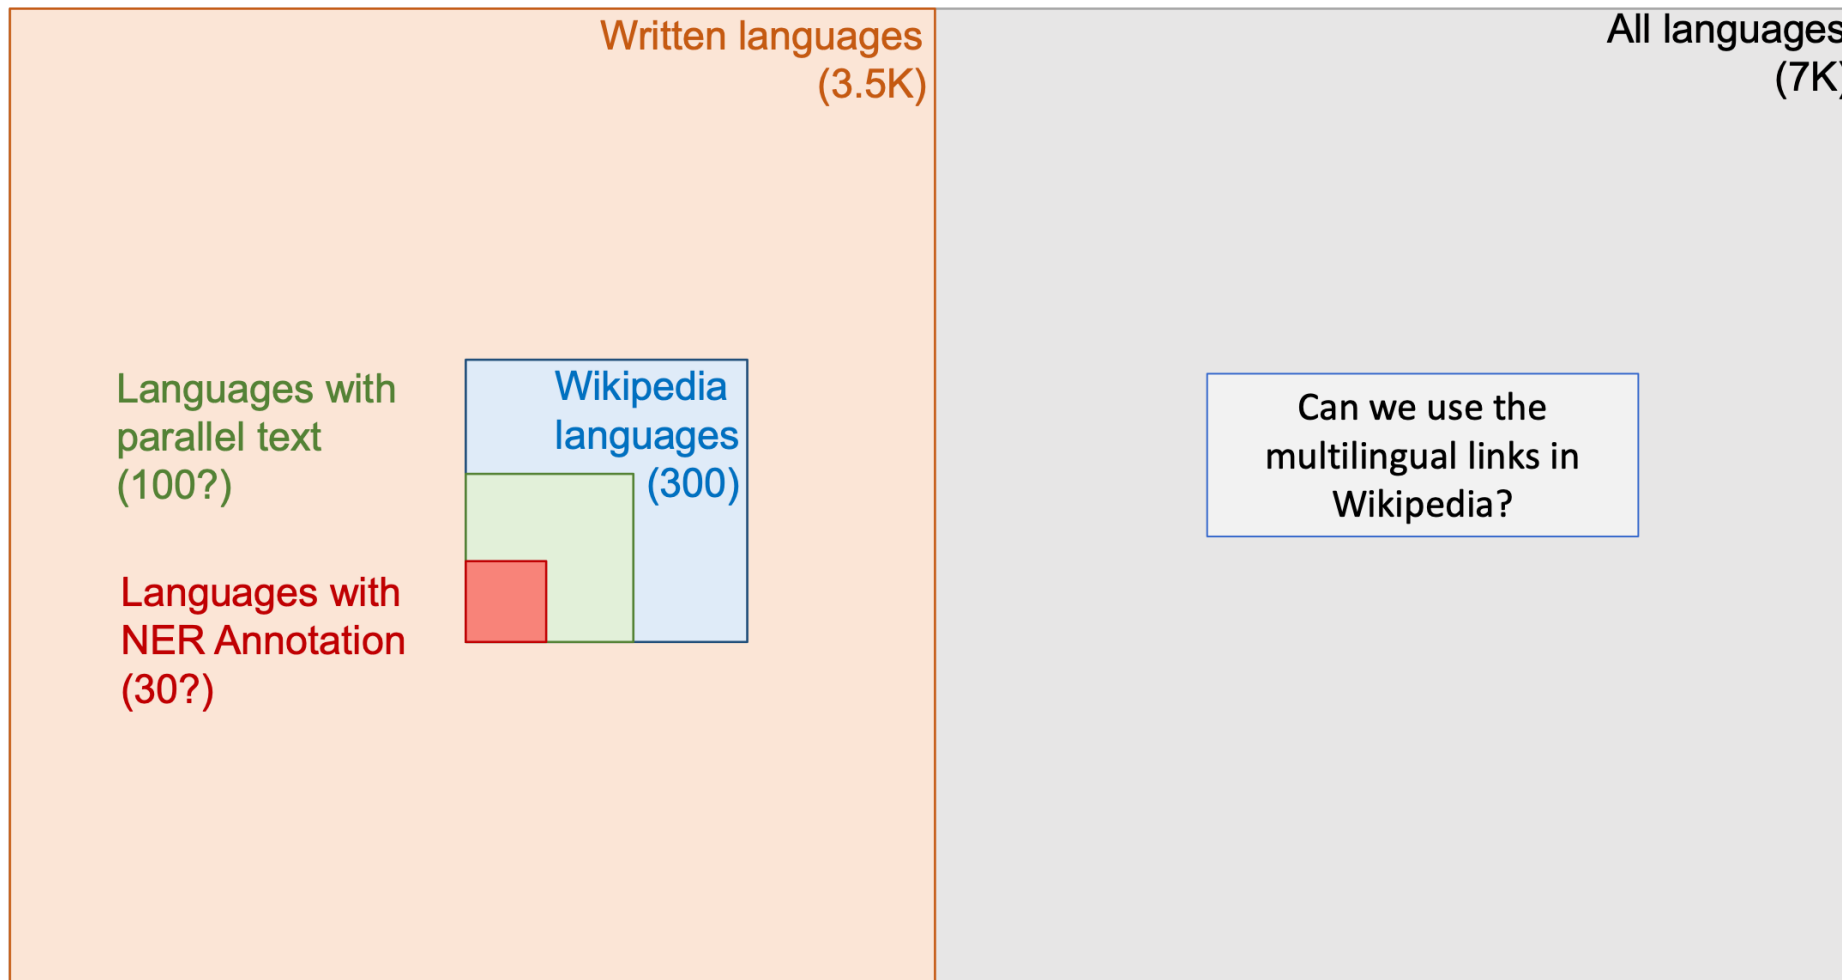 Written languages
(3.5K)
All languages
(7K)
Languages with
parallel text
(100?)
Wikipedia
languages
(300)
Can we use the
multilingual links in
Wikipedia?
Languages with
NER Annotation
(30?)